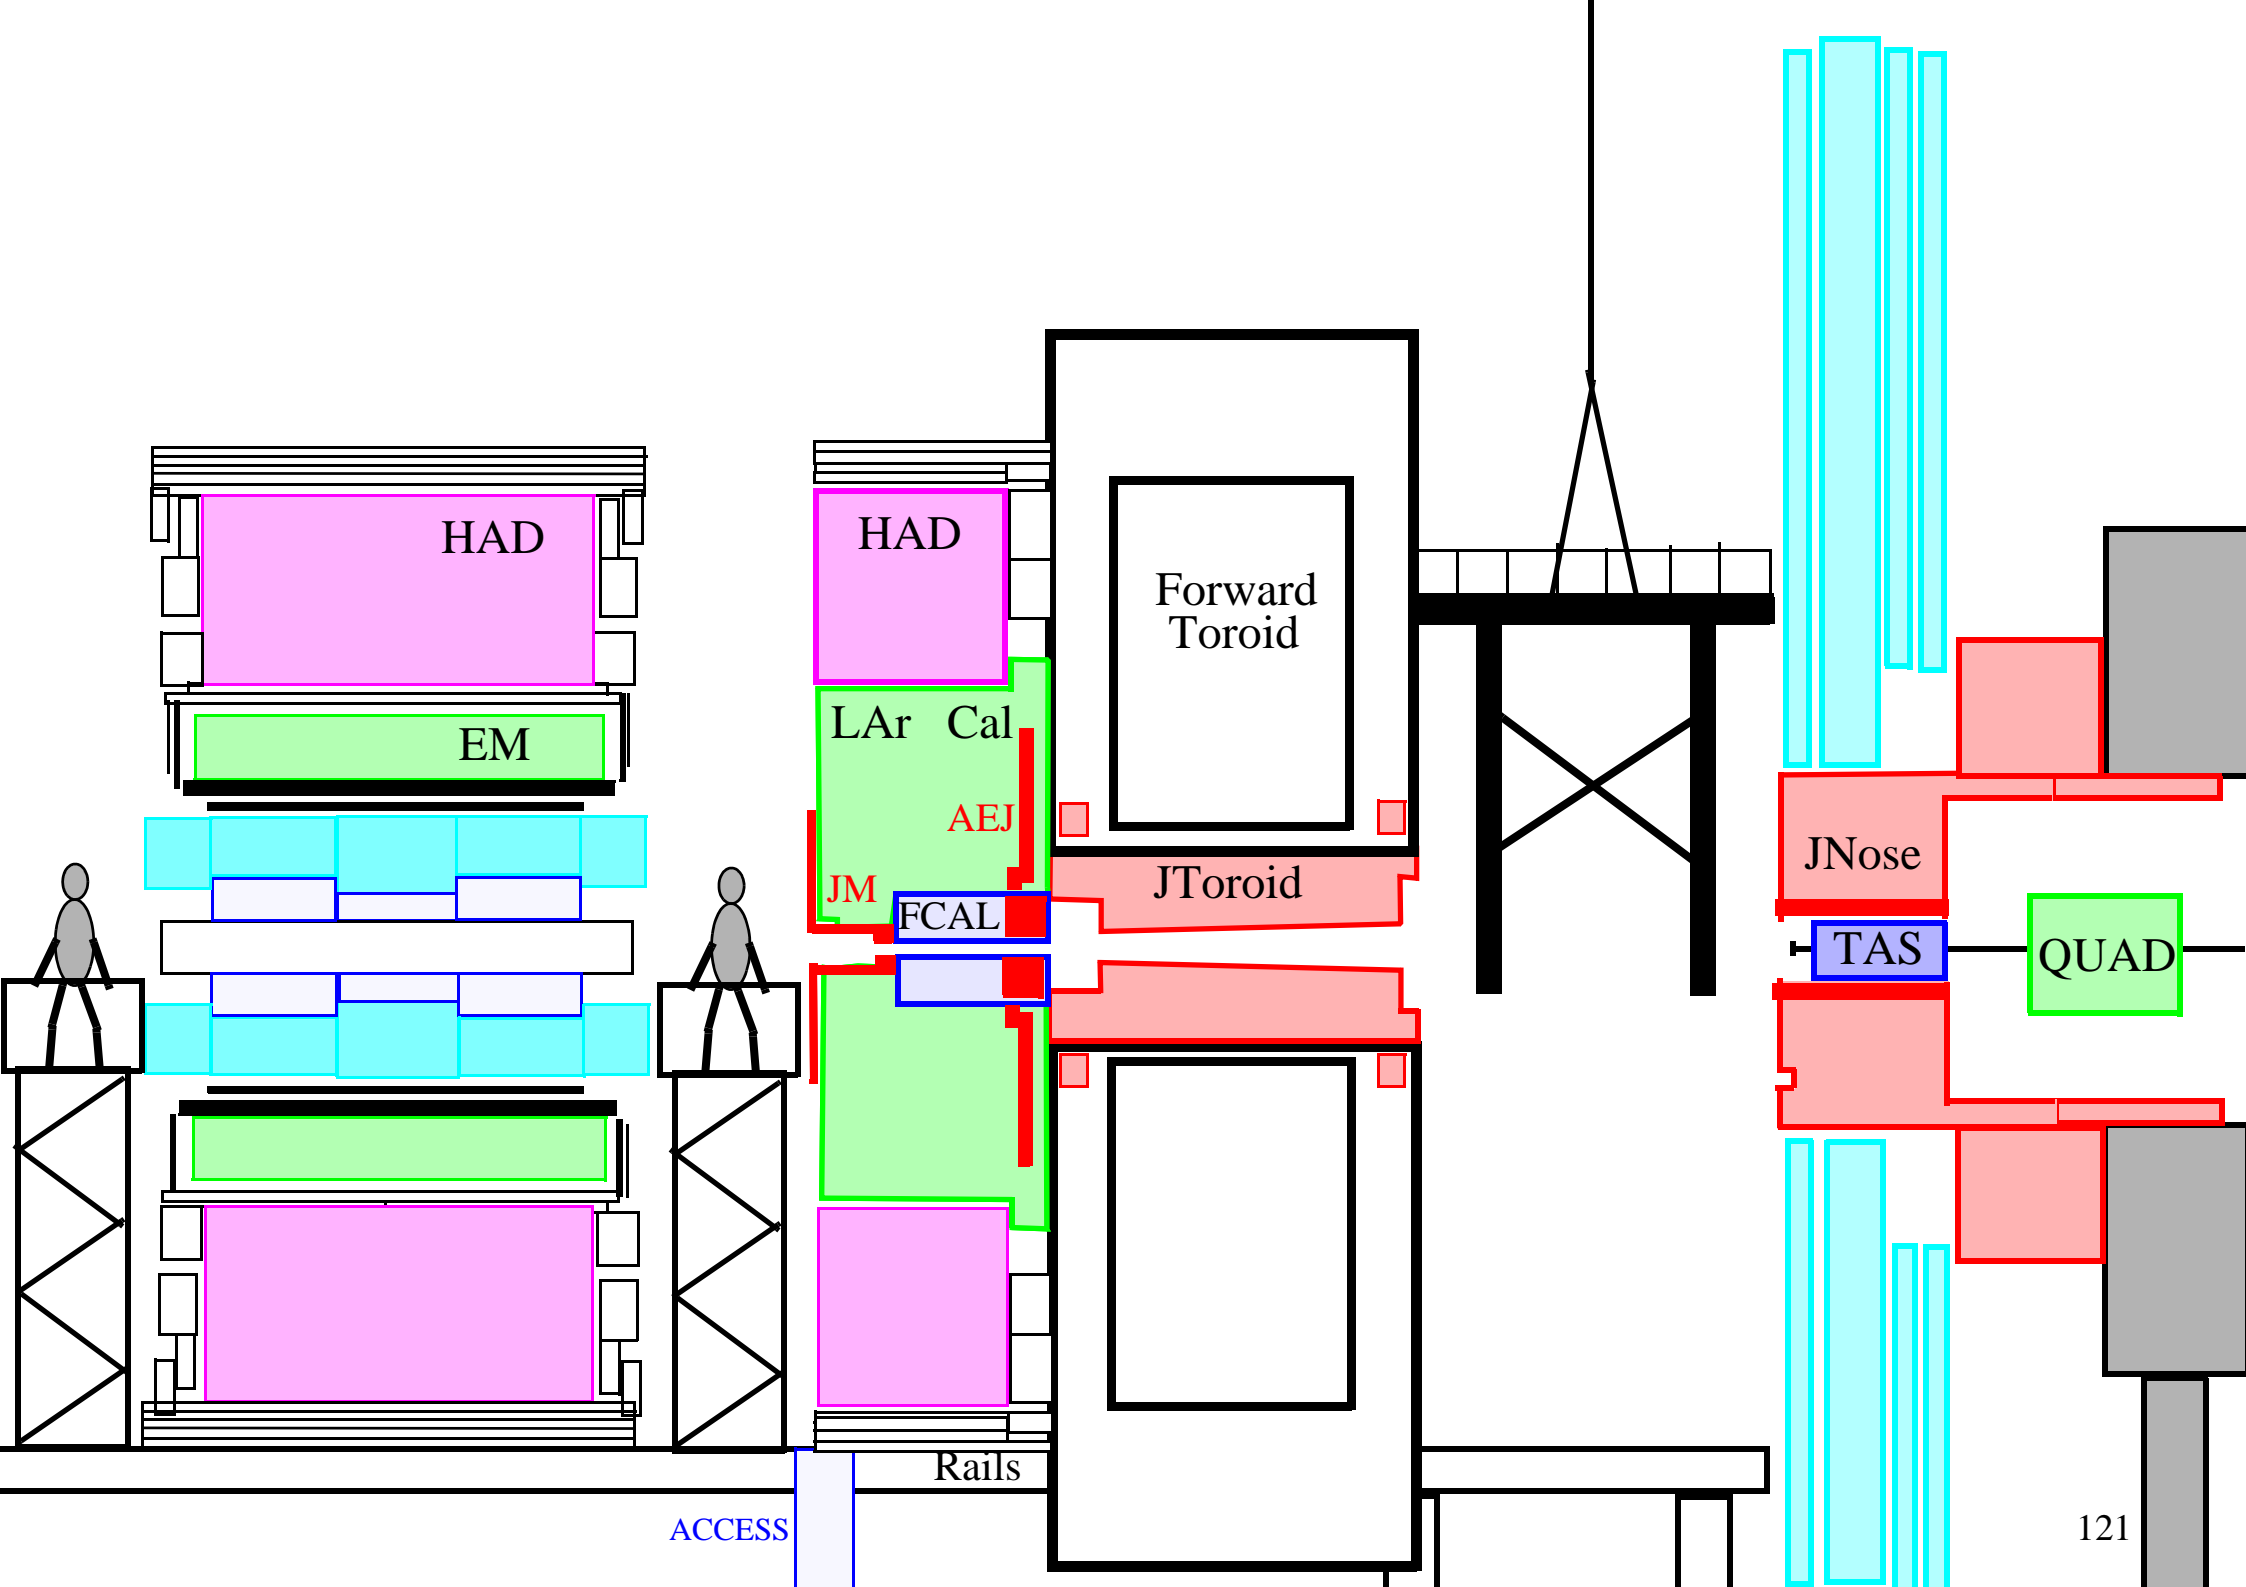 HAD
HAD
Forward
Toroid
LAr Cal
EM
AEJ
JM
FCAL
JToroid
JNose
TAS
QUAD
Rails
ACCESS
121